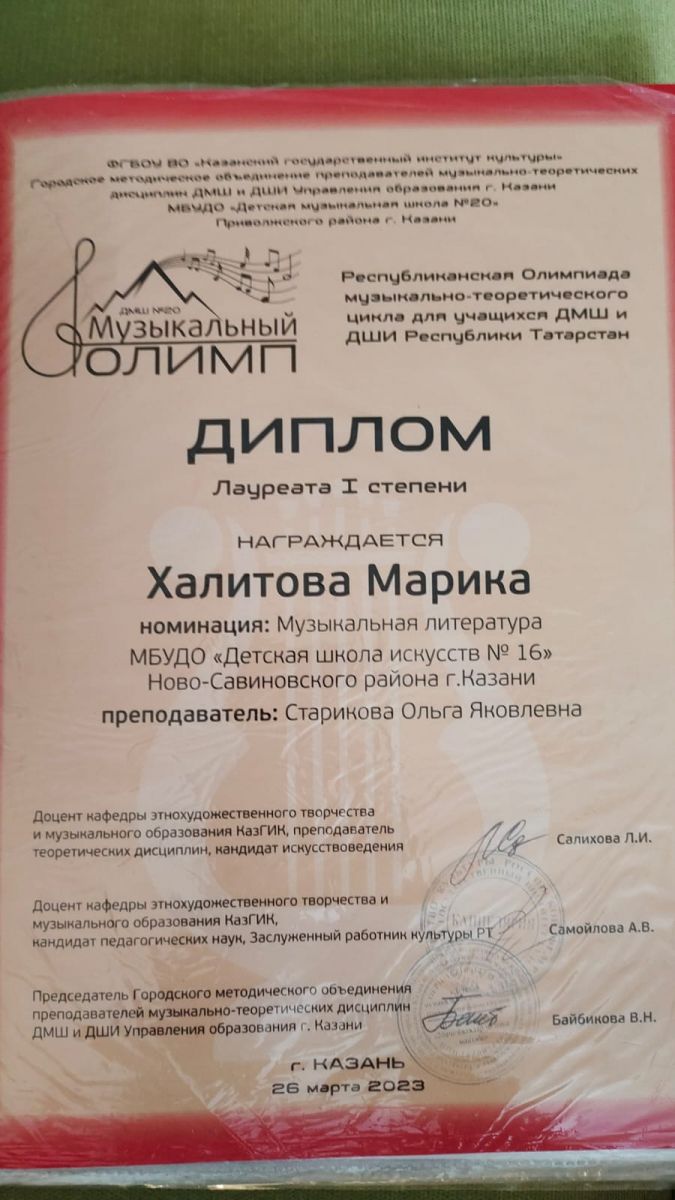 ФГБОУ ВО «Казанский государственный институт культуры»
Городское методическое объединение преподавателей музыкально-теоретических
дисциплин ДМШ и ДШИ Управления образования г. Казани
МБУДО «Детская музыкальная школа №20»
Приволжского района г. Казани
ДМШ №20
Музыкальный
ОЛИМП
Республиканская Олимпиада
музыкально-теоретического
цикла для учащихся ДМШ и
ДШИ Республики Татарстан
ДИПЛОМ
Лауреата I степени
НАГРАЖДАЕТСЯ
Халитова Марика
номинация: Музыкальная литература
МБУДО «Детская школа искусств № 16»
Ново-Савиновского района г.Казани
преподаватель: Старикова Ольга Яковлевна
Доцент кафедры этнохудожественного творчества
и музыкального образования КазГИК, преподаватель
теоретических дисциплин, кандидат искусствоведения
Салихова Л.И.
Доцент кафедры этнохудожественного творчества и
музыкального образования КазГИК,
кандидат педагогических наук, Заслуженный работник культуры РТ
Самойлова А.В.
Председатель Городского методического объединения
преподавателей музыкально-теоретических дисциплин
ДМШ и ДШИ Управления образования г. Казани
Байбикова В.Н.
г. КАЗАНЬ
26 марта 2023